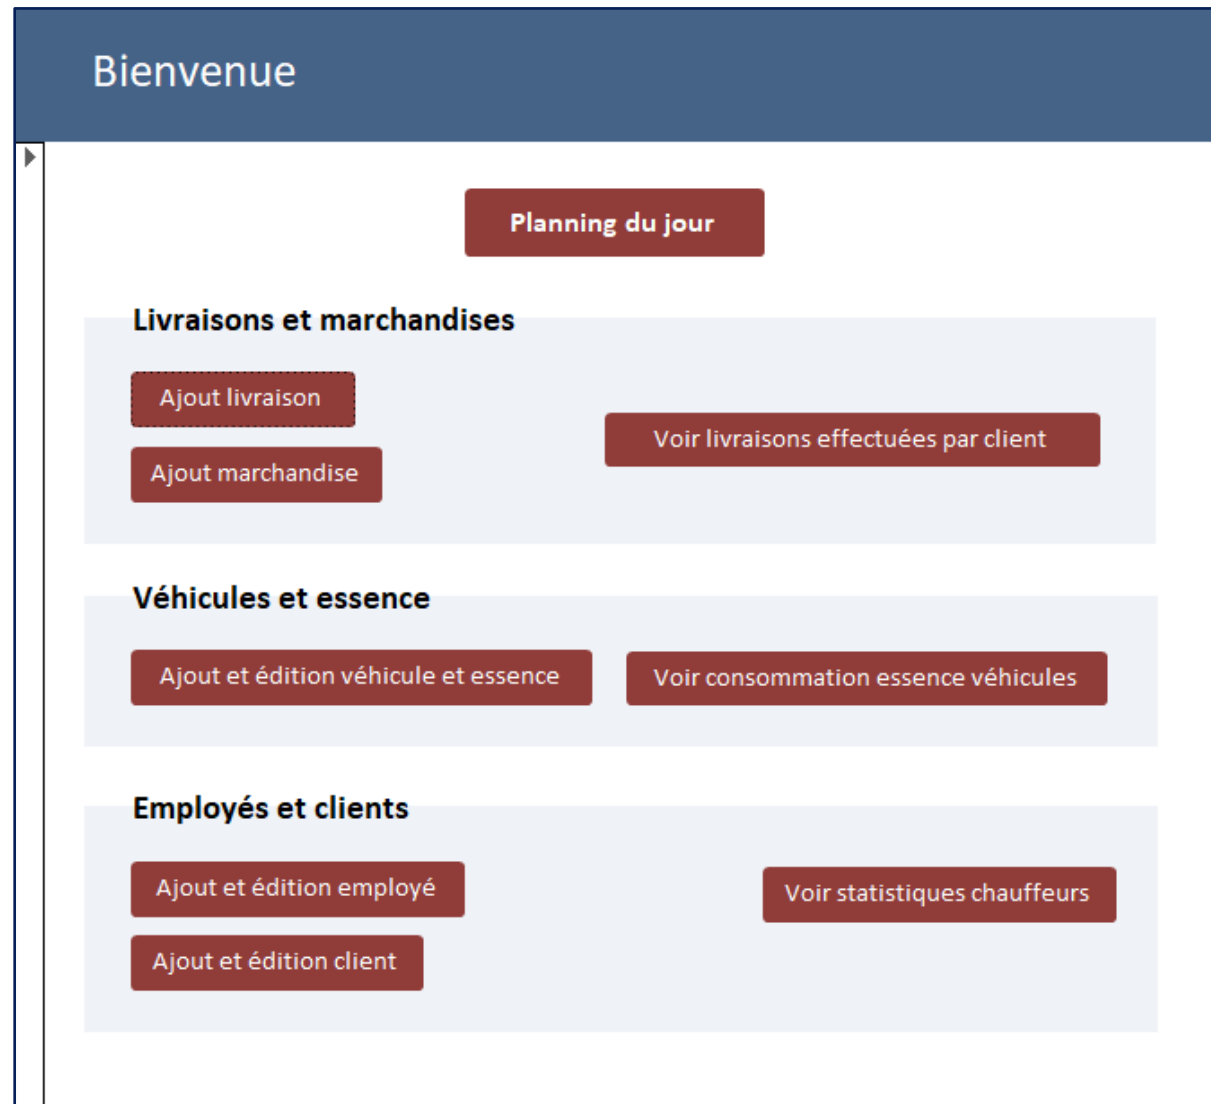 Bienvenue
Planning du jour
Livraisons et marchandises
Ajout livraison
Voir livraisons effectuées par client
Ajout marchandise
Véhicules et essence
Ajout et édition véhicule et essence
Voir consommation essence véhicules
Employés et clients
Ajout et édition employé
Voir statistiques chauffeurs
Ajout et édition client